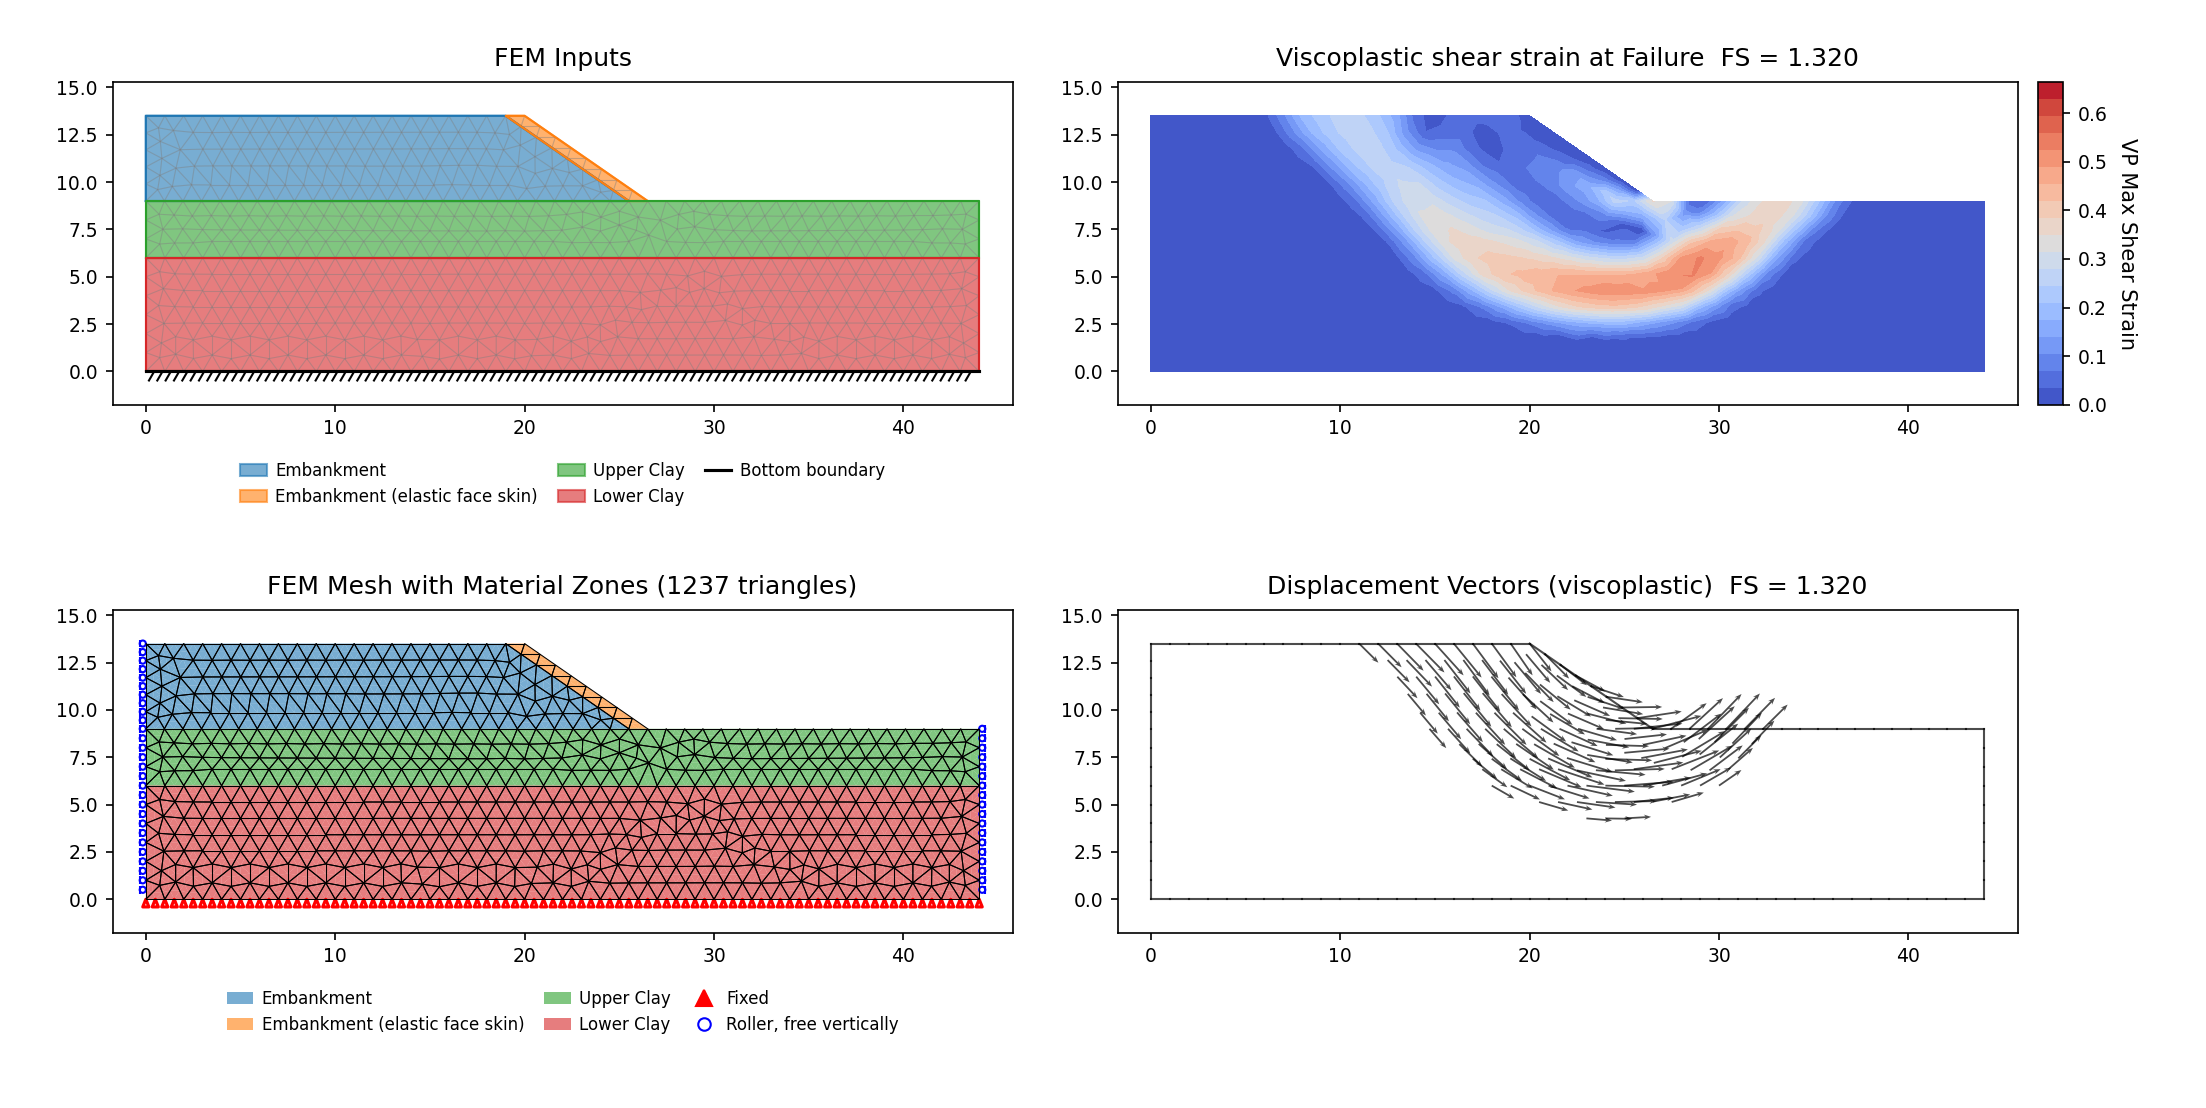 FEM Inputs
15.0
12.5
10.0
7.5
5.0
2.5
0.0
0 10 20 30 40
Embankment Upper Clay Bottom boundary
Embankment (elastic face skin) Lower Clay
Viscoplastic shear strain at Failure FS = 1.320
15.0
12.5
10.0
7.5
5.0
2.5
0.0
0 10 20 30 40
0.6
0.5
0.4
0.3
0.2
0.1
0.0
VP Max Shear Strain
FEM Mesh with Material Zones (1237 triangles)
15.0
12.5
10.0
7.5
5.0
2.5
0.0
0 10 20 30 40
Embankment Upper Clay Fixed
Embankment (elastic face skin) Lower Clay Roller, free vertically
Displacement Vectors (viscoplastic) FS = 1.320
15.0
12.5
10.0
7.5
5.0
2.5
0.0
0 10 20 30 40